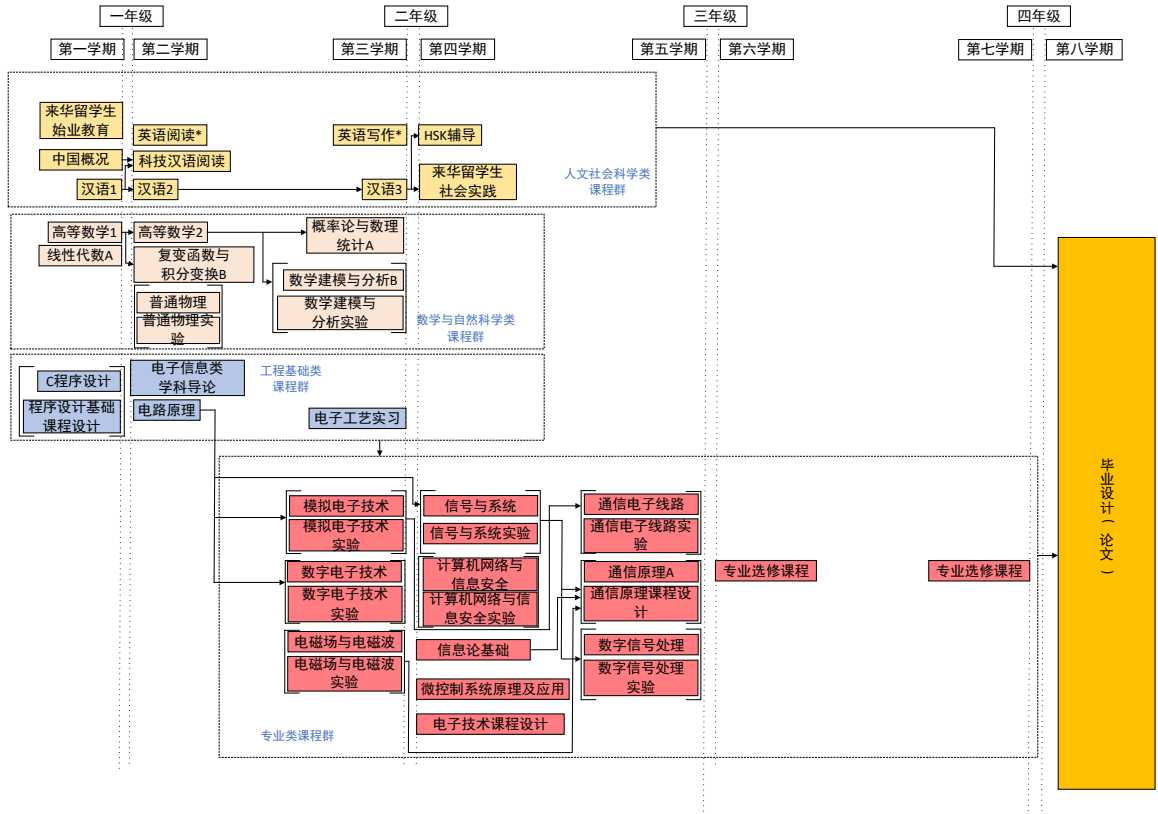 一年级
二年级
三年级
四年级
第一学期
第二学期
第三学期
第四学期
第五学期
第六学期
第七学期
第八学期
来华留学生
始业教育
英语阅读*
英语写作*
HSK辅导
中国概况
科技汉语阅读
汉语1
汉语2
汉语3
来华留学生
社会实践
人文社会科学类
课程群
高等数学1
高等数学2
概率论与数理
统计A
线性代数A
复变函数与
积分变换B
数学建模与分析B
普通物理
数学建模与
分析实验
普通物理实
验
数学与自然科学类
课程群
C程序设计
电子信息类
学科导论
工程基础类
课程群
程序设计基础
课程设计
电路原理
电子工艺实习
模拟电子技术
模拟电子技术
实验
信号与系统
信号与系统实验
通信电子线路
通信电子线路实
验
数字电子技术
数字电子技术
实验
计算机网络与
信息安全
计算机网络与信
息安全实验
通信原理A
通信原理课程设
计
专业选修课程
专业选修课程
电磁场与电磁波
电磁场与电磁波
实验
信息论基础
数字信号处理
数字信号处理
实验
微控制系统原理及应用
电子技术课程设计
专业类课程群
毕业设计(论文)